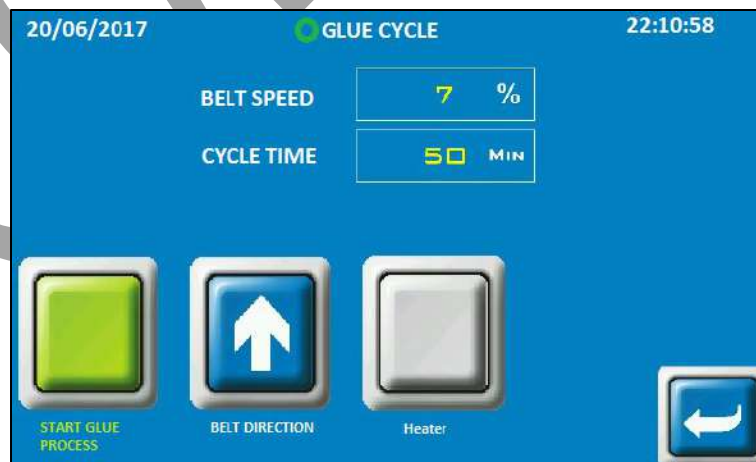 20/06/2017 GLUE CYCLE 22:10:58
BELT SPEED 7 %
CYCLE TIME 50 MIN
START GLUE BELT DIRECTION Heater
PROCESS